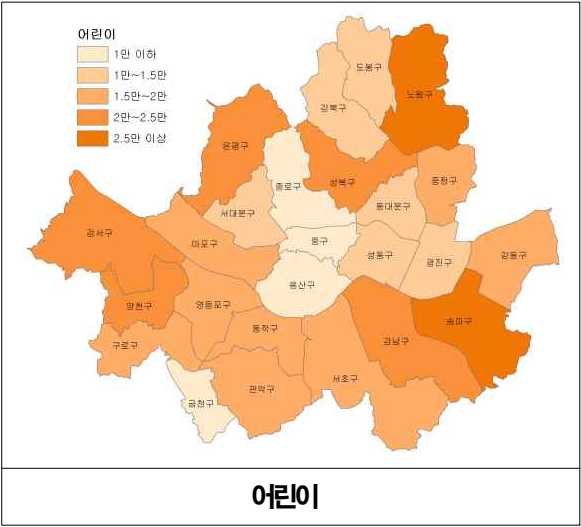 어린이
1만 이하
1만~1.5만
1.5만~2만
2만~2.5만
2.5만 이상
도봉구
노원구
강북구
은평구
종로구
성북구
중랑구
서대문구
동대문구
강서구
마포구
중구
성동구
광진구
강동구
용산구
양천구
영등포구
송파구
동작구
강남구
구로구
서초구
관악구
금천구
어린이